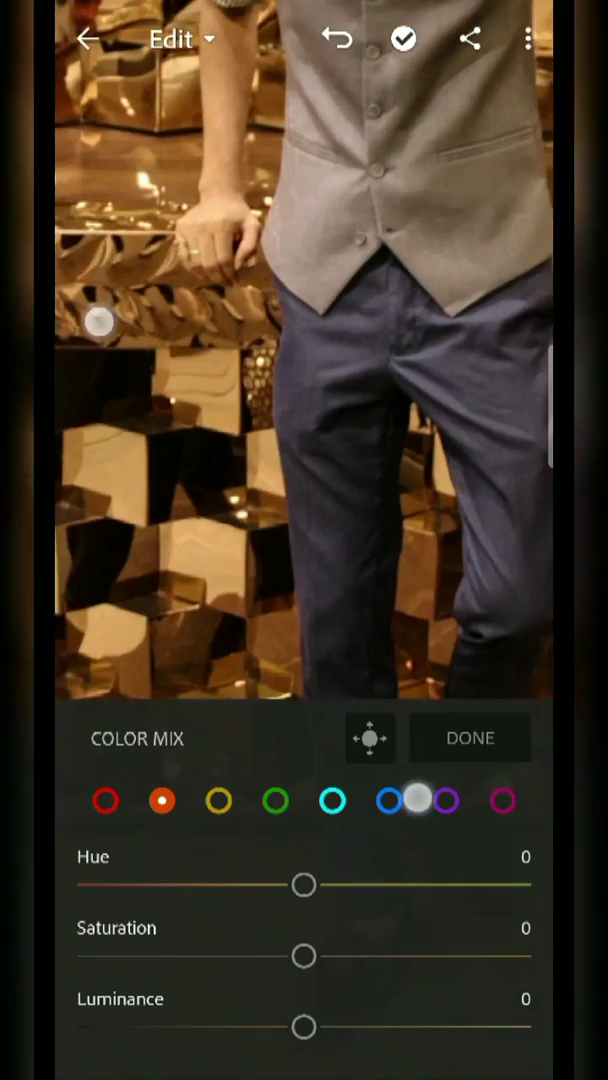 Edit
COLOR MIX
DONE
Hue 0
Saturation 0
Luminance 0